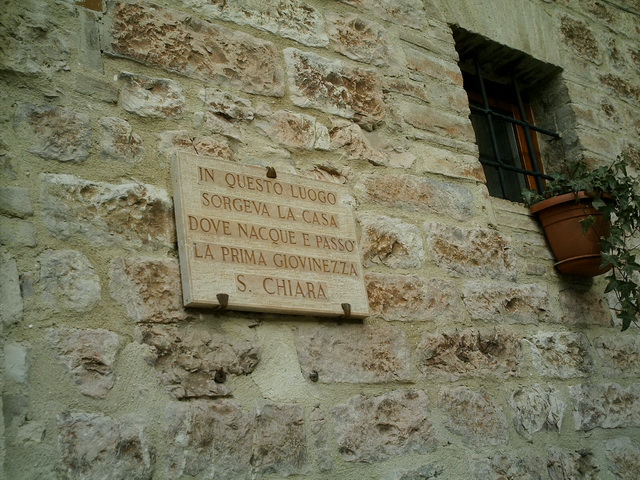 IN QUESTO LUOGO
SORGEVA LA CASA
DOVE NACQUE E PASSO'
LA PRIMA GIOVINEZZA
S. CHIARA